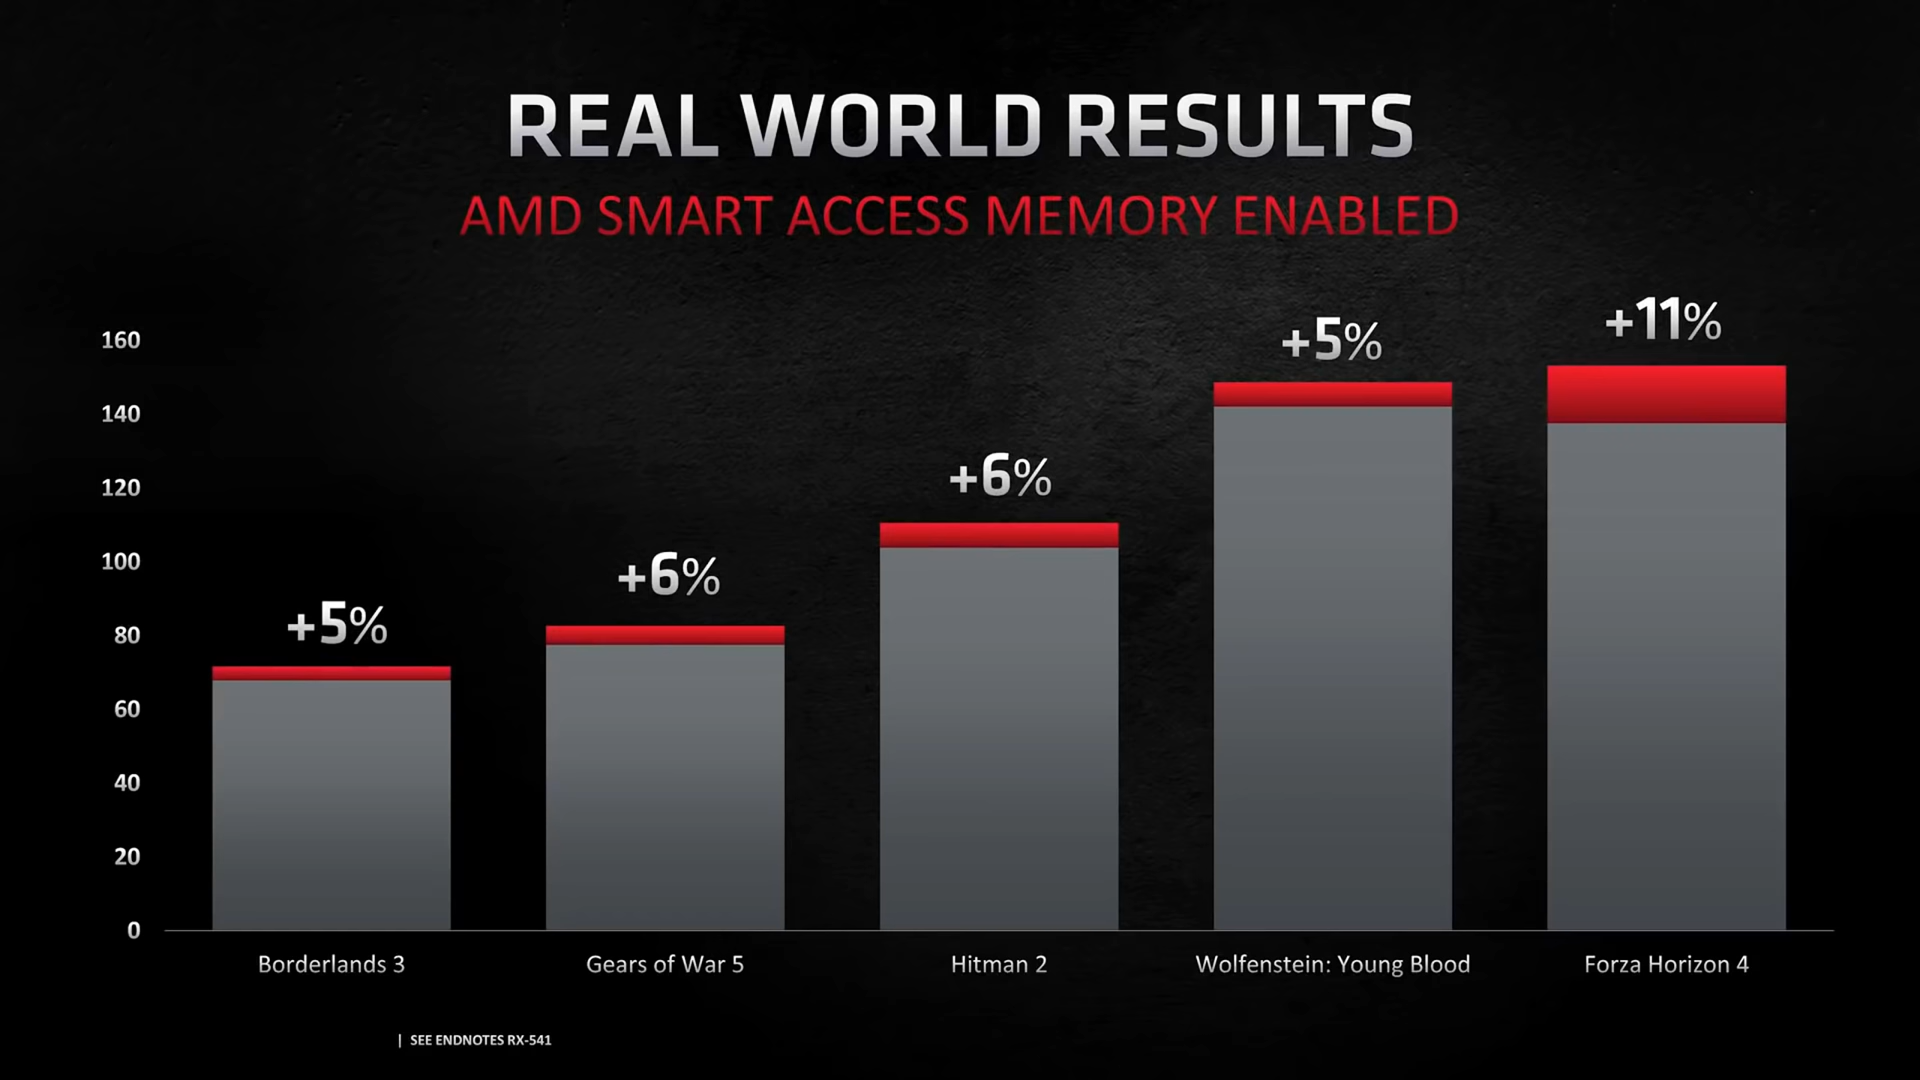 REAL WORLD RESULTS
AMD SMART ACCESS MEMORY ENABLED
160
140
120
100
80
60
40
20
0
+5%
+6%
+6%
+5%
+11%
Borderlands 3
Gears of War 5
Hitman 2
Wolfenstein: Young Blood
Forza Horizon 4
| SEE ENDNOTES RX-541